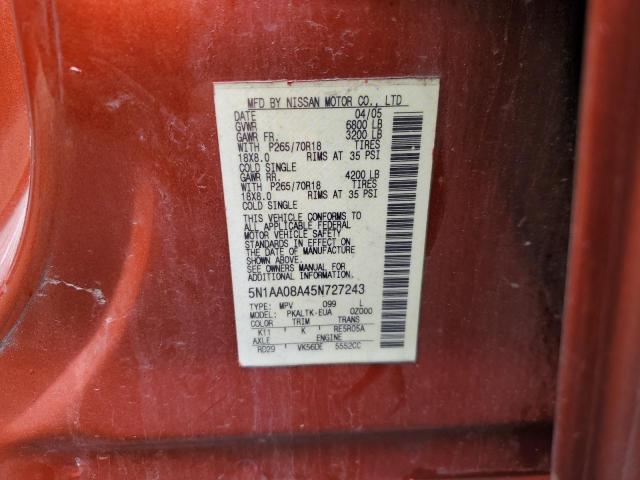 MFD BY NISSAN MOTOR CO., LTD
DATE 04/05
GVWR 6800 LB
GAWR FR. 3200 LB
WITH P265/70R18 TIRES
18X8.0 RIMS AT 35 PSI
COLD SINGLE
GAWR RR. 4200 LB
WITH P265/70R18 TIRES
18X8.0 RIMS AT 35 PSI
COLD SINGLE
THIS VEHICLE CONFORMS TO
ALL APPLICABLE FEDERAL
MOTOR VEHICLE SAFETY
STANDARDS IN EFFECT ON
THE DATE OF MANUFACTURE
SHOWN ABOVE.
SEE OWNER'S MANUAL FOR
ADDITIONAL INFORMATION.
5N1AA08A45N727243
TYPE: MPV 099 L
MODEL: PKALTK-EUA 0Z000
COLOR TRIM TRANS
K11 K RE5R05A
AXLE ENGINE
RD29 VK56DE 5552CC